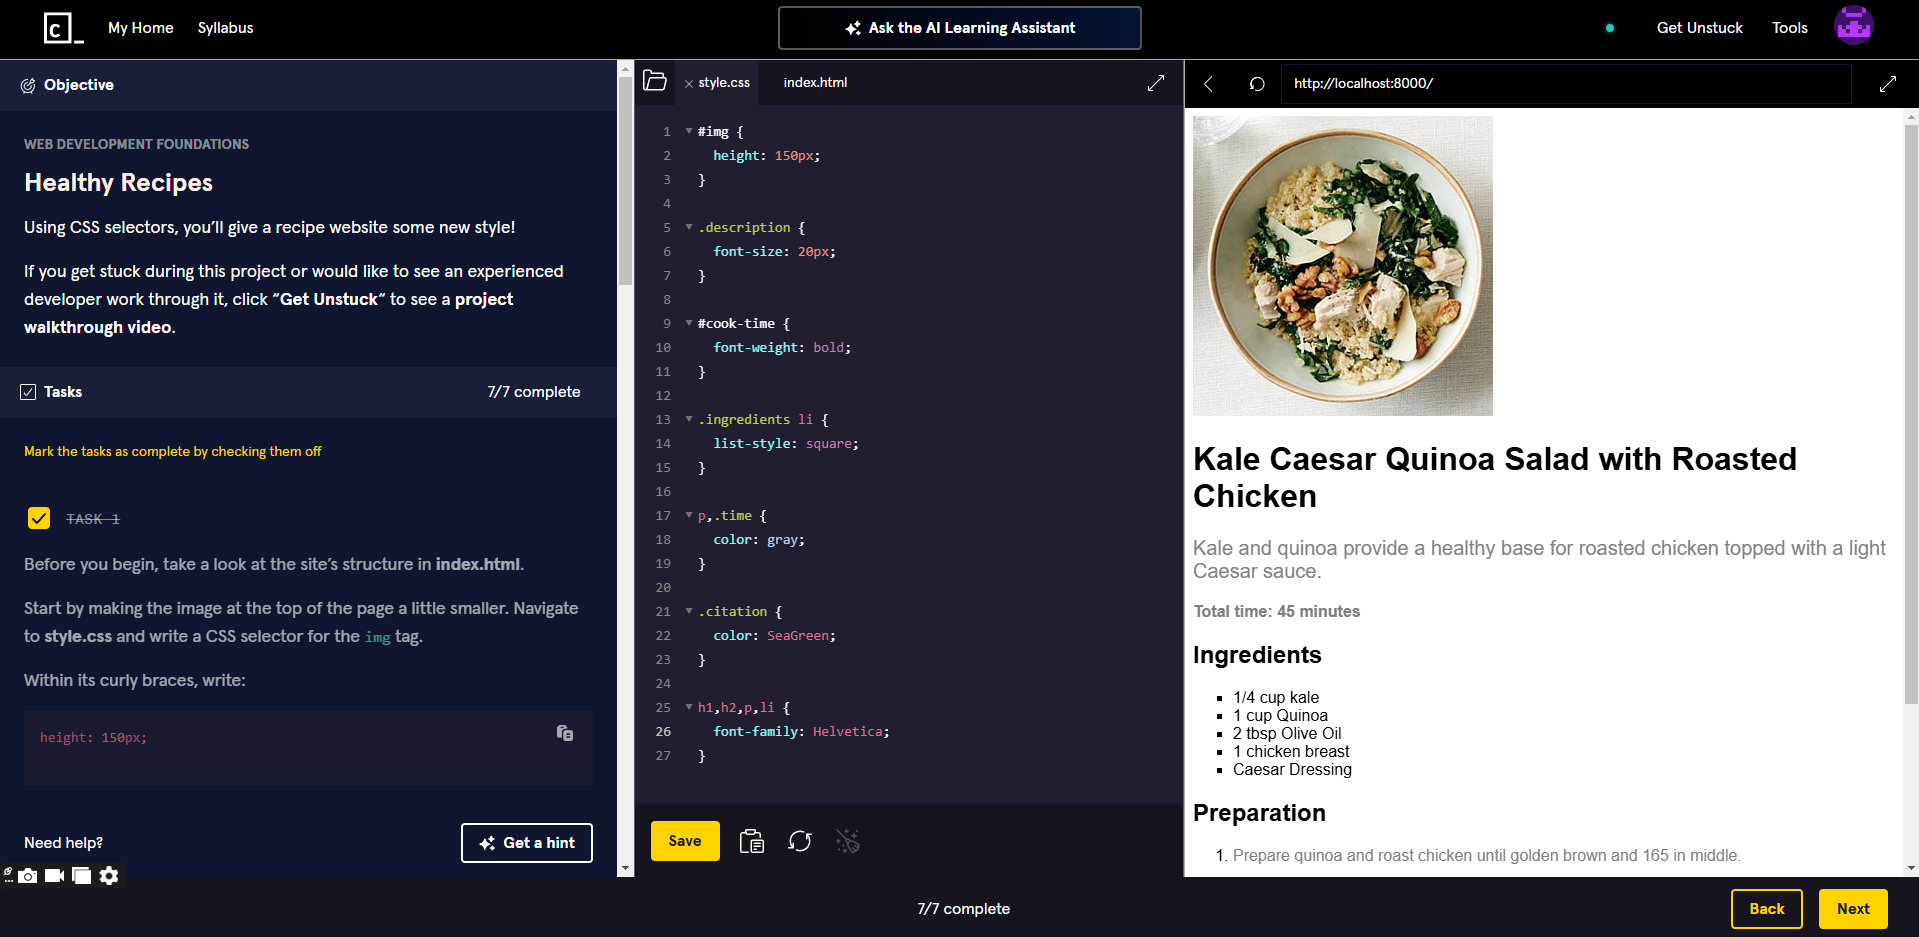 c_
My Home
Syllabus
Ask the AI Learning Assistant
Get Unstuck
Tools
Objective
WEB DEVELOPMENT FOUNDATIONS
Healthy Recipes
Using CSS selectors, you’ll give a recipe website some new style!
If you get stuck during this project or would like to see an experienced
developer work through it, click “Get Unstuck“ to see a project
walkthrough video.
Tasks
7/7 complete
Mark the tasks as complete by checking them off
TASK 1
Before you begin, take a look at the site’s structure in index.html.
Start by making the image at the top of the page a little smaller. Navigate
to style.css and write a CSS selector for the img tag.
Within its curly braces, write:
height: 150px;
Need help?
Get a hint
style.css
index.html
1 #img {
2 height: 150px;
3 }
4
5 .description {
6 font-size: 20px;
7 }
8
9 #cook-time {
10 font-weight: bold;
11 }
12
13 .ingredients li {
14 list-style: square;
15 }
16
17 p,.time {
18 color: gray;
19 }
20
21 .citation {
22 color: SeaGreen;
23 }
24
25 h1,h2,p,li {
26 font-family: Helvetica;
27 }
Save
http://localhost:8000/
Kale Caesar Quinoa Salad with Roasted
Chicken
Kale and quinoa provide a healthy base for roasted chicken topped with a light
Caesar sauce.
Total time: 45 minutes
Ingredients
1/4 cup kale
1 cup Quinoa
2 tbsp Olive Oil
1 chicken breast
Caesar Dressing
Preparation
1. Prepare quinoa and roast chicken until golden brown and 165 in middle.
7/7 complete
Back
Next